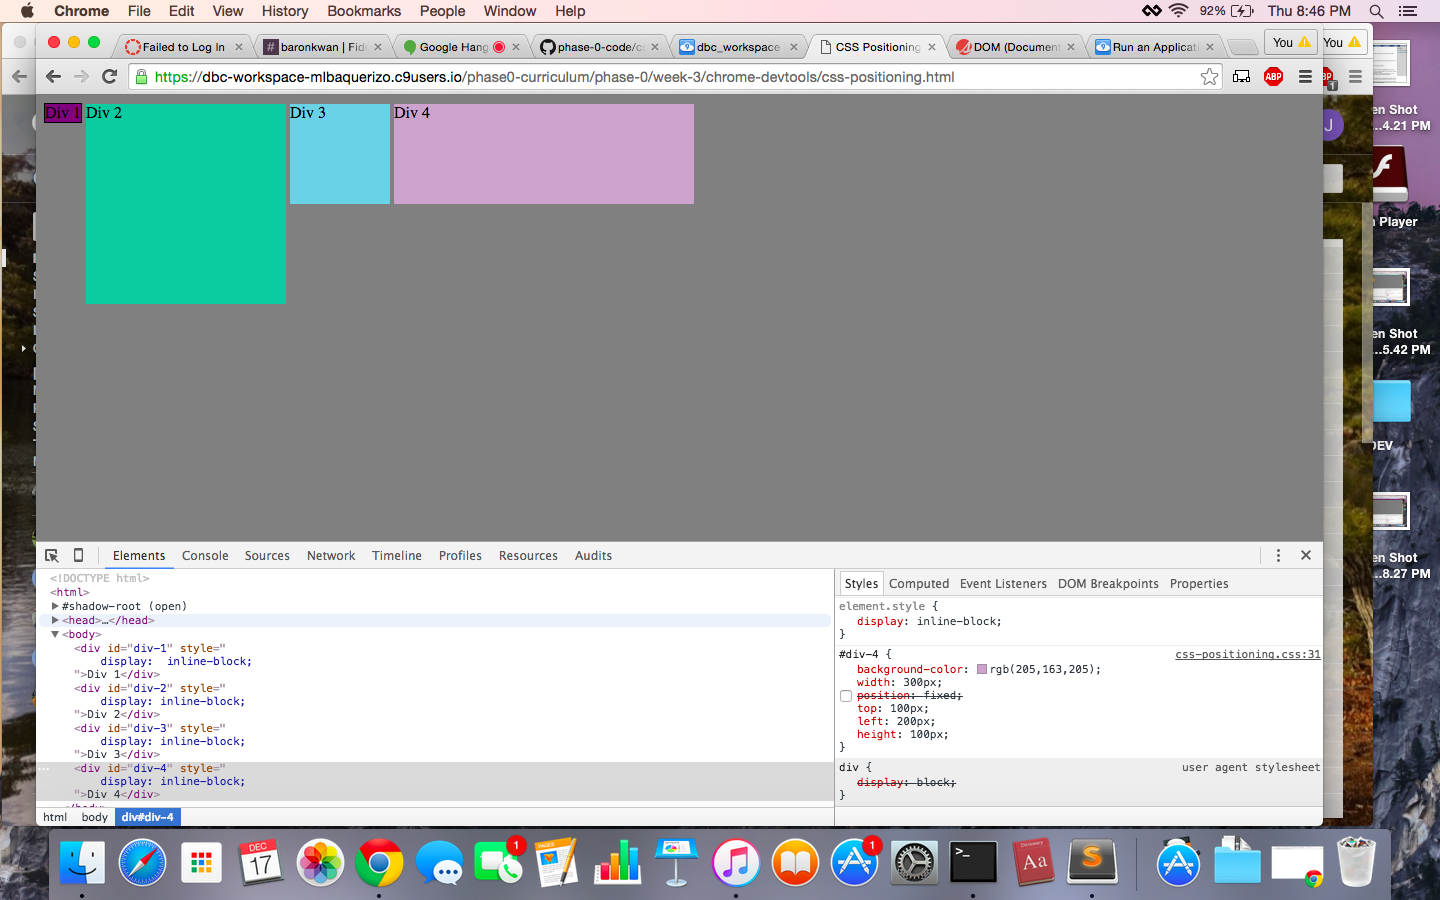 Chrome File Edit View History Bookmarks People Window Help 92% Thu 8:46 PM
Failed to Log In baronkwan | Fid Google Hang phase-0-code/c dbc_workspace CSS Positioning DOM (Document Run an Applicat You You
https://dbc-workspace-mlbaquerizo.c9users.io/phase0-curriculum/phase-0/week-3/chrome-devtools/css-positioning.html ABP BP 1
en Shot
...4.21 PM
Div 1 Div 2 Div 3 Div 4
J
Player
en Shot
...5.42 PM
DEV
en Shot
...8.27 PM
Elements Console Sources Network Timeline Profiles Resources Audits
<!DOCTYPE html>
<html>
#shadow-root (open)
<head>…</head>
<body>
<div id="div-1" style="
display:  inline-block;
">Div 1</div>
<div id="div-2" style="
display: inline-block;
">Div 2</div>
<div id="div-3" style="
display: inline-block;
">Div 3</div>
<div id="div-4" style="
display: inline-block;
">Div 4</div>
</body>
html body div#div-4
Styles Computed Event Listeners DOM Breakpoints Properties
element.style {
display: inline-block;
}
#div-4 { css-positioning.css:31
background-color: rgb(205,163,205);
width: 300px;
position: fixed;
top: 100px;
left: 200px;
height: 100px;
}
div { user agent stylesheet
display: block;
}
DEC
17
1
PAGES
1
>_
Dictionary
Aa
S